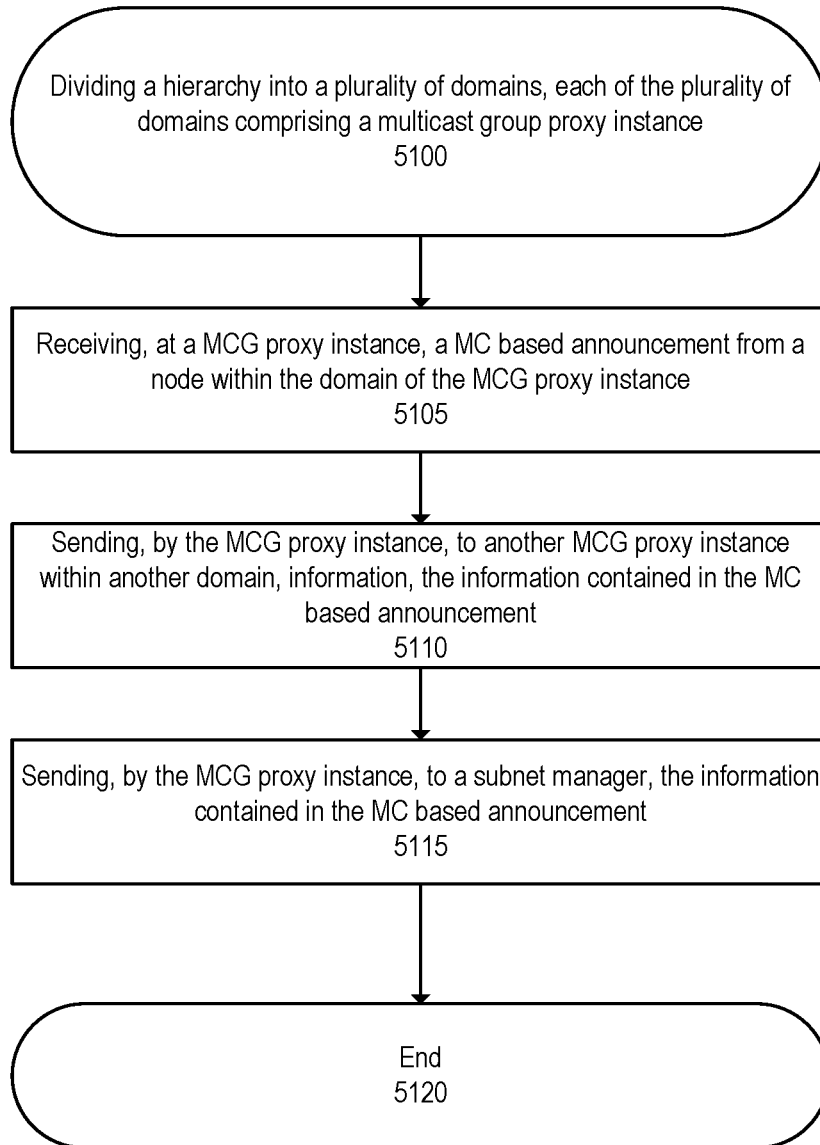 Dividing a hierarchy into a plurality of domains, each of the plurality of
domains comprising a multicast group proxy instance
5100
Receiving, at a MCG proxy instance, a MC based announcement from a
node within the domain of the MCG proxy instance
5105
Sending, by the MCG proxy instance, to another MCG proxy instance
within another domain, information, the information contained in the MC
based announcement
5110
Sending, by the MCG proxy instance, to a subnet manager, the information
contained in the MC based announcement
5115
End
5120